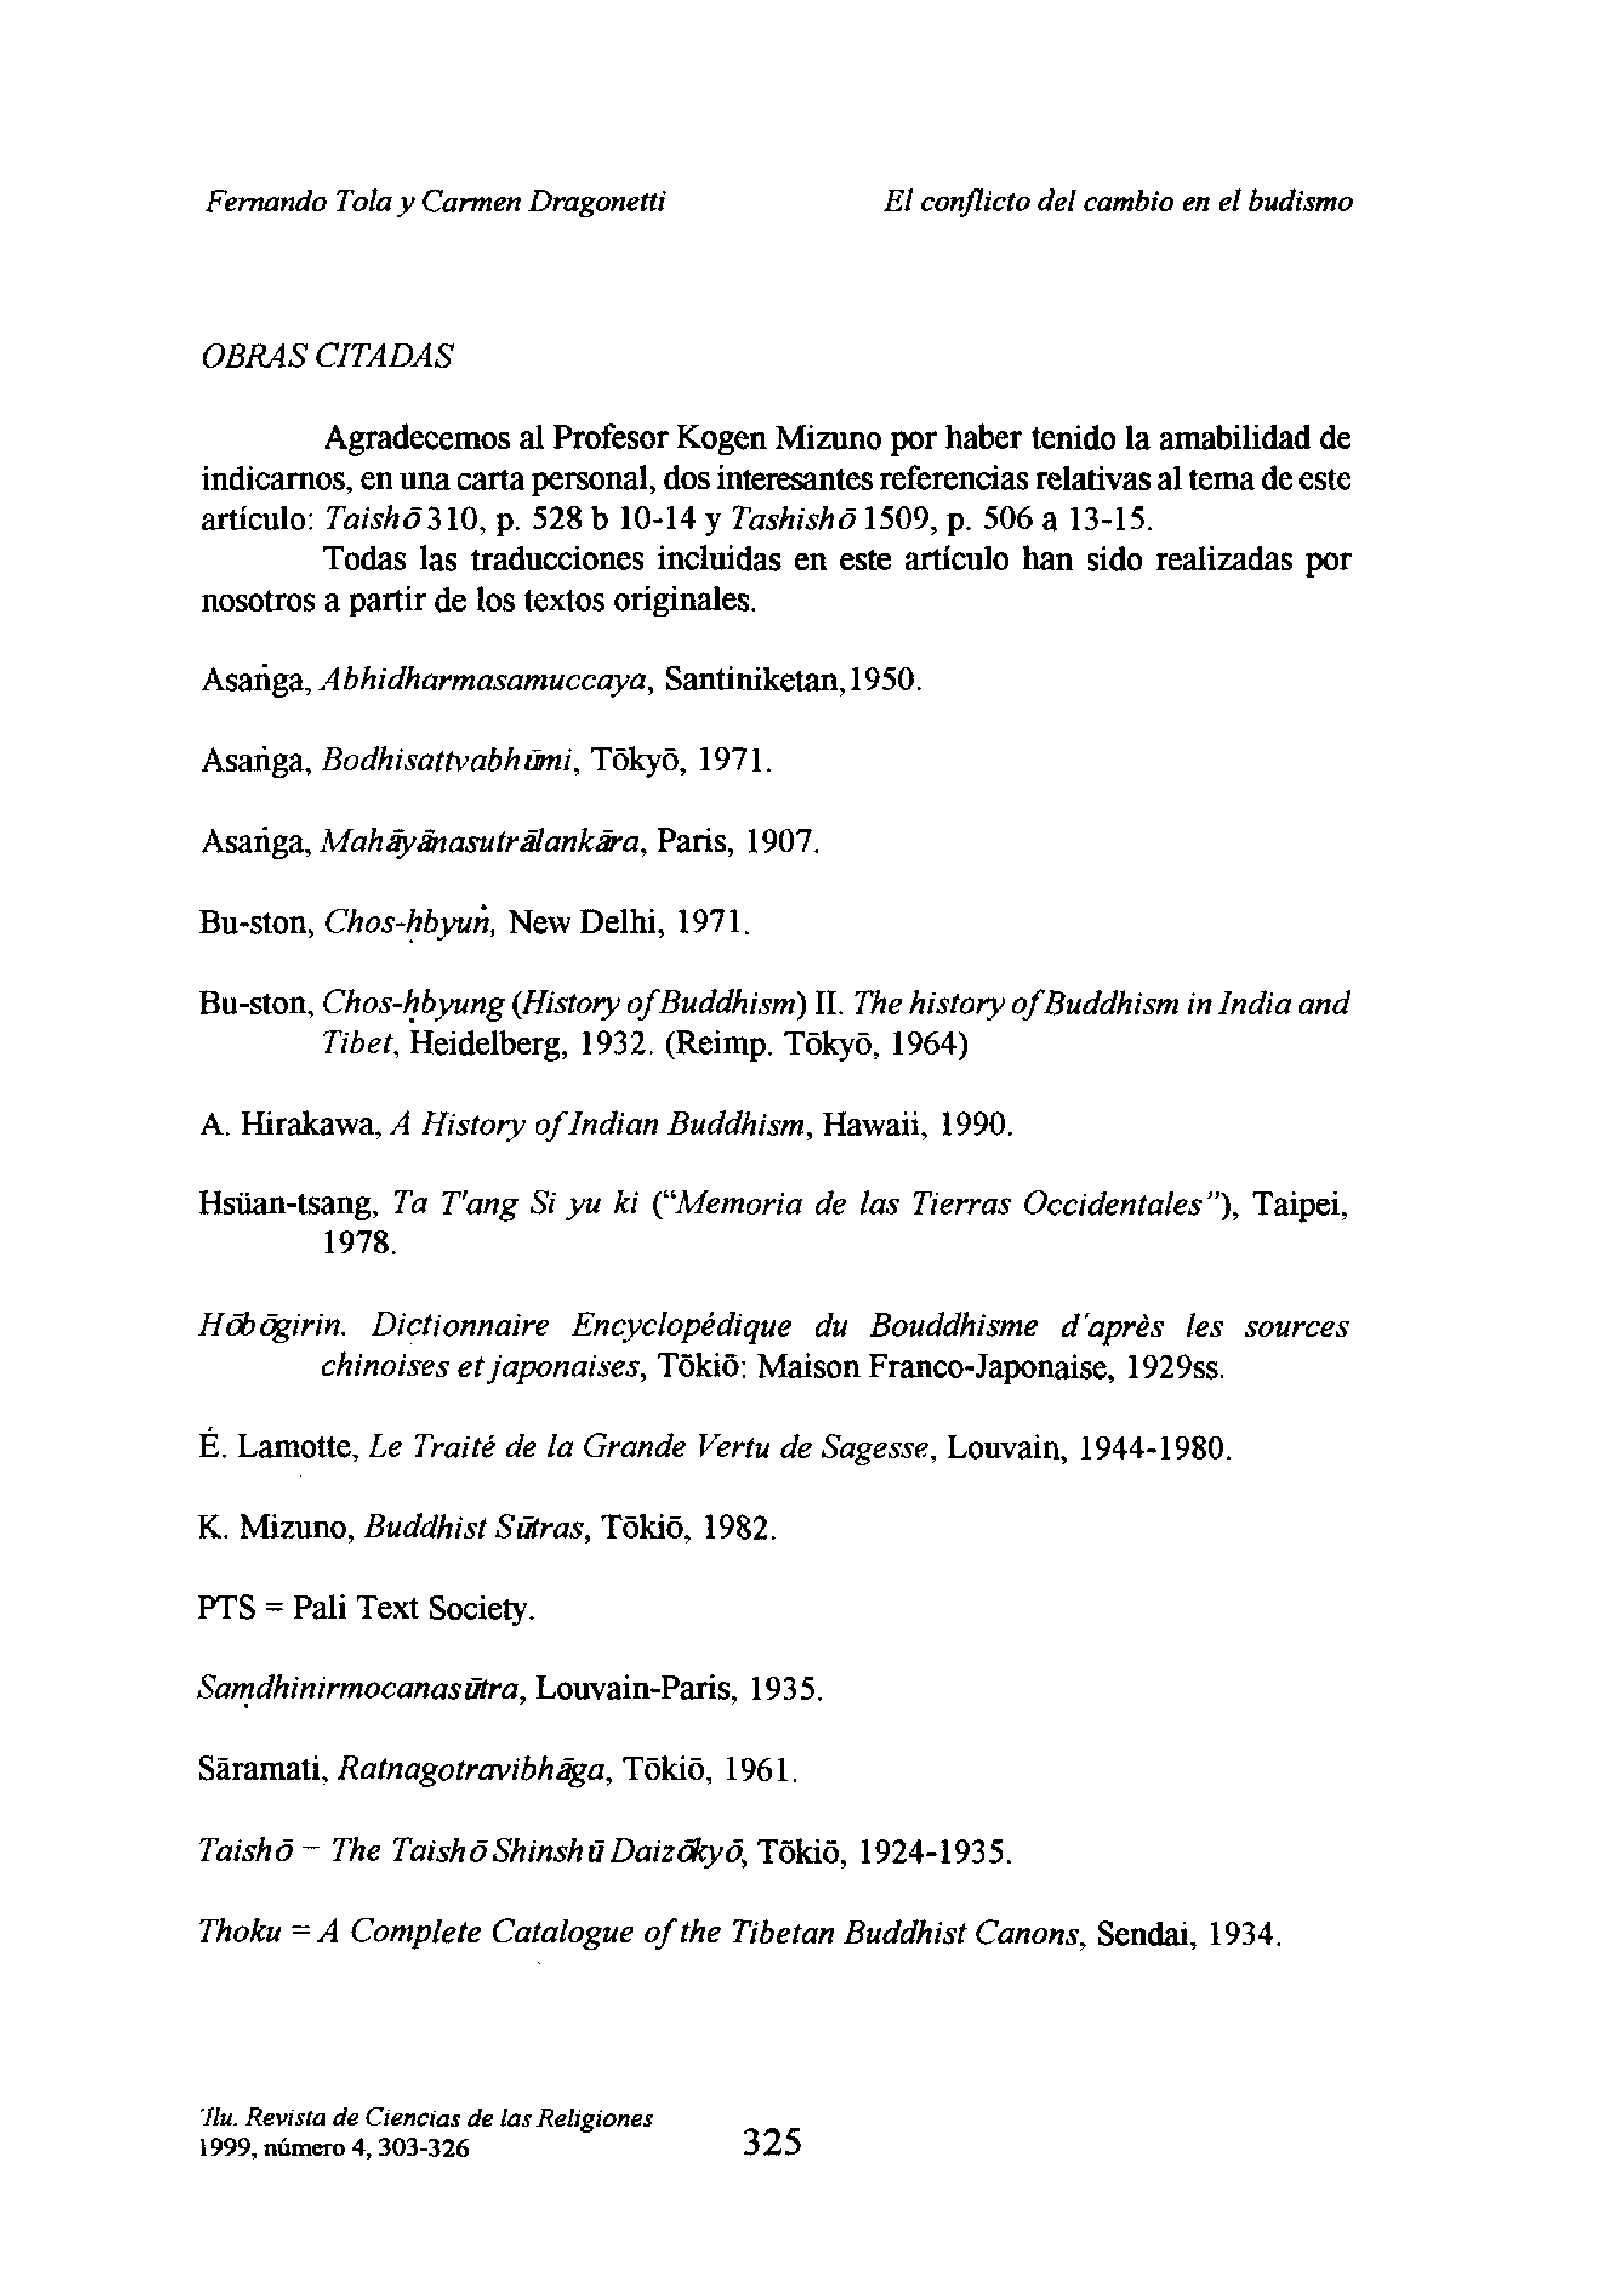 Fernando Tola y Carmen Dragonetti
El conflicto del cambio en el budismo
OBRAS CITADAS
Agradecemos al Profesor Kogen Mizuno por haber tenido la amabilidad de
indicarnos, en una carta personal, dos interesantes referencias relativas al tema de este
artículo: Taishō 310, p. 528 b 10-14 y Tashishō 1509, p. 506 a 13-15.
Todas las traducciones incluidas en este artículo han sido realizadas por
nosotros a partir de los textos originales.
Asaṅga, Abhidharmasamuccaya, Santiniketan,1950.
Asaṅga, Bodhisattvabhūmi, Tōkyō, 1971.
Asaṅga, Mahāyānasutrālankāra, Paris, 1907.
Bu-ston, Chos-ḥbyuṅ, New Delhi, 1971.
Bu-ston, Chos-ḥbyung (History of Buddhism) II. The history of Buddhism in India and
Tibet, Heidelberg, 1932. (Reimp. Tōkyō, 1964)
A. Hirakawa, A History of Indian Buddhism, Hawaii, 1990.
Hsüan-tsang, Ta T'ang Si yu ki (“Memoria de las Tierras Occidentales”), Taipei,
1978.
Hōbōgirin. Dictionnaire Encyclopédique du Bouddhisme d'après les sources
chinoises et japonaises, Tōkiō: Maison Franco-Japonaise, 1929ss.
É. Lamotte, Le Traité de la Grande Vertu de Sagesse, Louvain, 1944-1980.
K. Mizuno, Buddhist Sūtras, Tōkiō, 1982.
PTS = Pali Text Society.
Saṃdhinirmocanasūtra, Louvain-Paris, 1935.
Sāramati, Ratnagotravibhāga, Tōkiō, 1961.
Taishō = The Taishō Shinshū Daizōkyō, Tōkiō, 1924-1935.
Thoku = A Complete Catalogue of the Tibetan Buddhist Canons, Sendai, 1934.
'Ilu. Revista de Ciencias de las Religiones
1999, número 4, 303-326
325